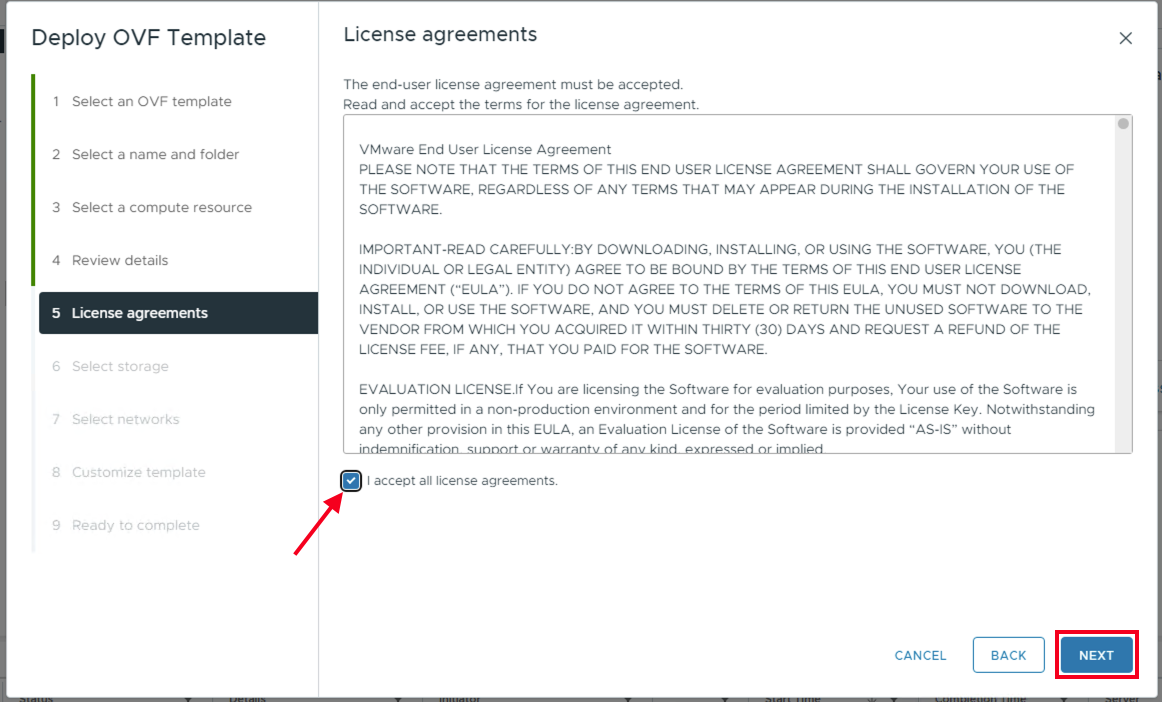 Deploy OVF Template
1 Select an OVF template
2 Select a name and folder
3 Select a compute resource
4 Review details
5 License agreements
6 Select storage
7 Select networks
8 Customize template
9 Ready to complete
License agreements
The end-user license agreement must be accepted.
Read and accept the terms for the license agreement.
VMware End User License Agreement
PLEASE NOTE THAT THE TERMS OF THIS END USER LICENSE AGREEMENT SHALL GOVERN YOUR USE OF
THE SOFTWARE, REGARDLESS OF ANY TERMS THAT MAY APPEAR DURING THE INSTALLATION OF THE
SOFTWARE.
IMPORTANT-READ CAREFULLY:BY DOWNLOADING, INSTALLING, OR USING THE SOFTWARE, YOU (THE
INDIVIDUAL OR LEGAL ENTITY) AGREE TO BE BOUND BY THE TERMS OF THIS END USER LICENSE
AGREEMENT (“EULA”). IF YOU DO NOT AGREE TO THE TERMS OF THIS EULA, YOU MUST NOT DOWNLOAD,
INSTALL, OR USE THE SOFTWARE, AND YOU MUST DELETE OR RETURN THE UNUSED SOFTWARE TO THE
VENDOR FROM WHICH YOU ACQUIRED IT WITHIN THIRTY (30) DAYS AND REQUEST A REFUND OF THE
LICENSE FEE, IF ANY, THAT YOU PAID FOR THE SOFTWARE.
EVALUATION LICENSE.If You are licensing the Software for evaluation purposes, Your use of the Software is
only permitted in a non-production environment and for the period limited by the License Key. Notwithstanding
any other provision in this EULA, an Evaluation License of the Software is provided “AS-IS” without
indemnification, support or warranty of any kind, expressed or implied.
I accept all license agreements.
CANCEL BACK NEXT
Status Details Initiator Start Time Completion Time Server